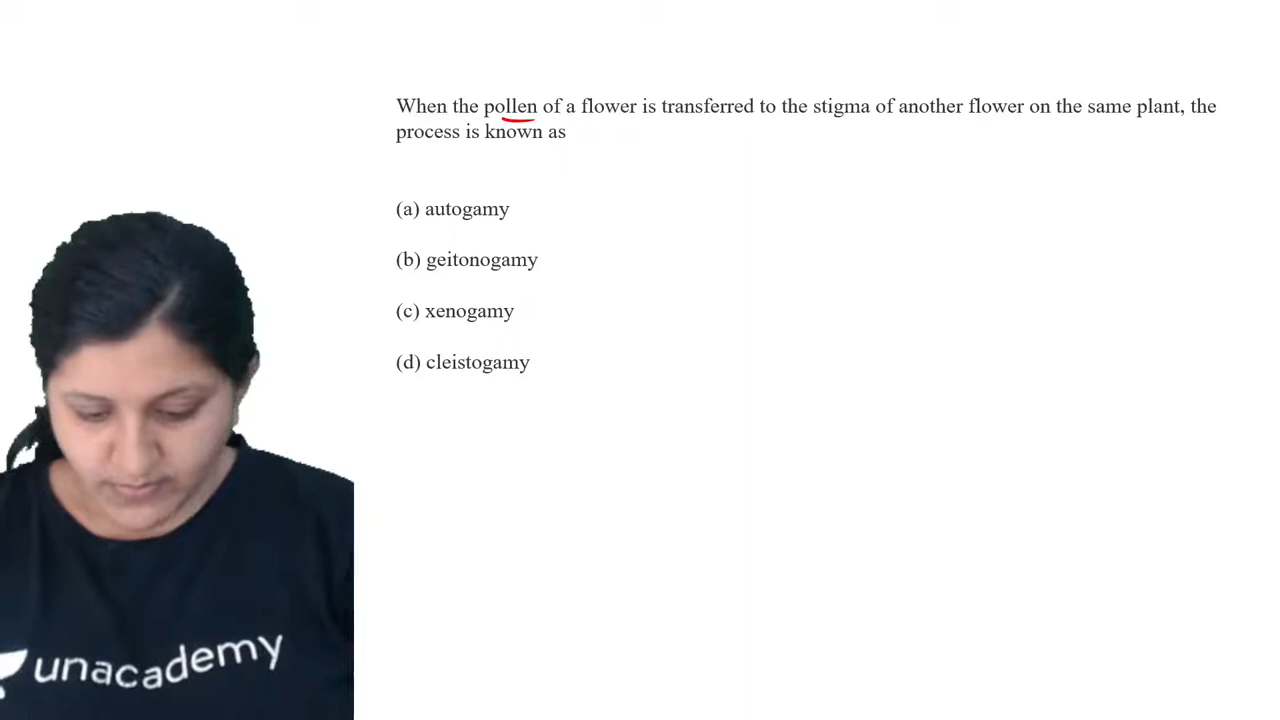 When the pollen of a flower is transferred to the stigma of another flower on the same plant, the
process is known as
(a) autogamy
(b) geitonogamy
(c) xenogamy
(d) cleistogamy
unacademy